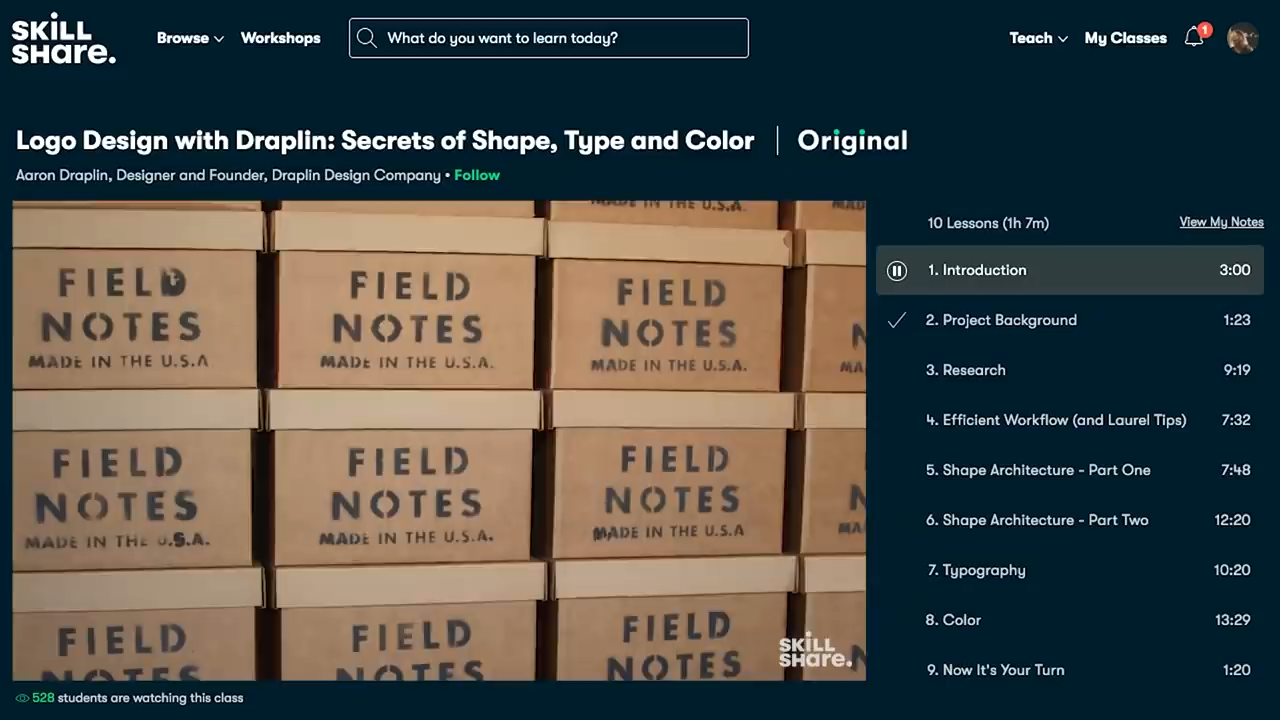 SKILL
SHARE.
Browse
Workshops
What do you want to learn today?
Teach
My Classes
1
Logo Design with Draplin: Secrets of Shape, Type and Color
Original
Aaron Draplin, Designer and Founder, Draplin Design Company • Follow
MADE IN THE U.S.A.
MAD
FIELD
NOTES
MADE IN THE U.S.A
FIELD
NOTES
MADE IN THE U.S.A.
FIELD
NOTES
MADE IN THE U.S.A.
N
MA
FIELD
NOTES
MADE IN THE U.S.A.
FIELD
NOTES
MADE IN THE U.S.A.
FIELD
NOTES
MADE IN THE U.S.A
N
MA
FIELD
NOTES
FIELD
NOTES
FIELD
NOTES
N
SKILL
SHARE.
10 Lessons (1h 7m)
View My Notes
1. Introduction 3:00
2. Project Background 1:23
3. Research 9:19
4. Efficient Workflow (and Laurel Tips) 7:32
5. Shape Architecture - Part One 7:48
6. Shape Architecture - Part Two 12:20
7. Typography 10:20
8. Color 13:29
9. Now It's Your Turn 1:20
528 students are watching this class